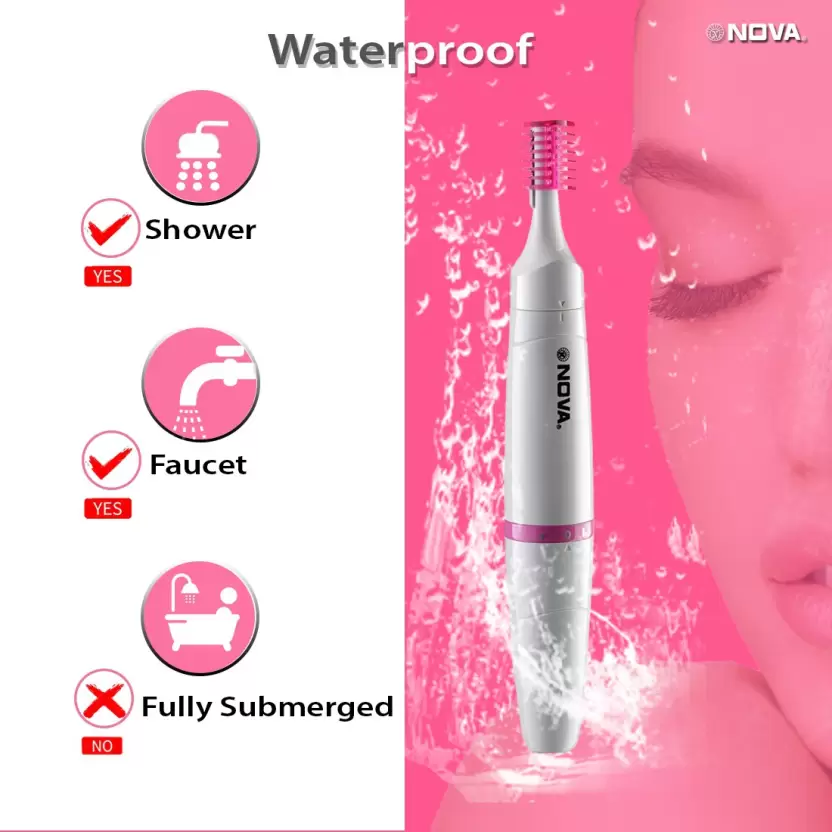 Waterproof
NOVA.
Shower
YES
NOVA.
Faucet
YES
Fully Submerged
NO